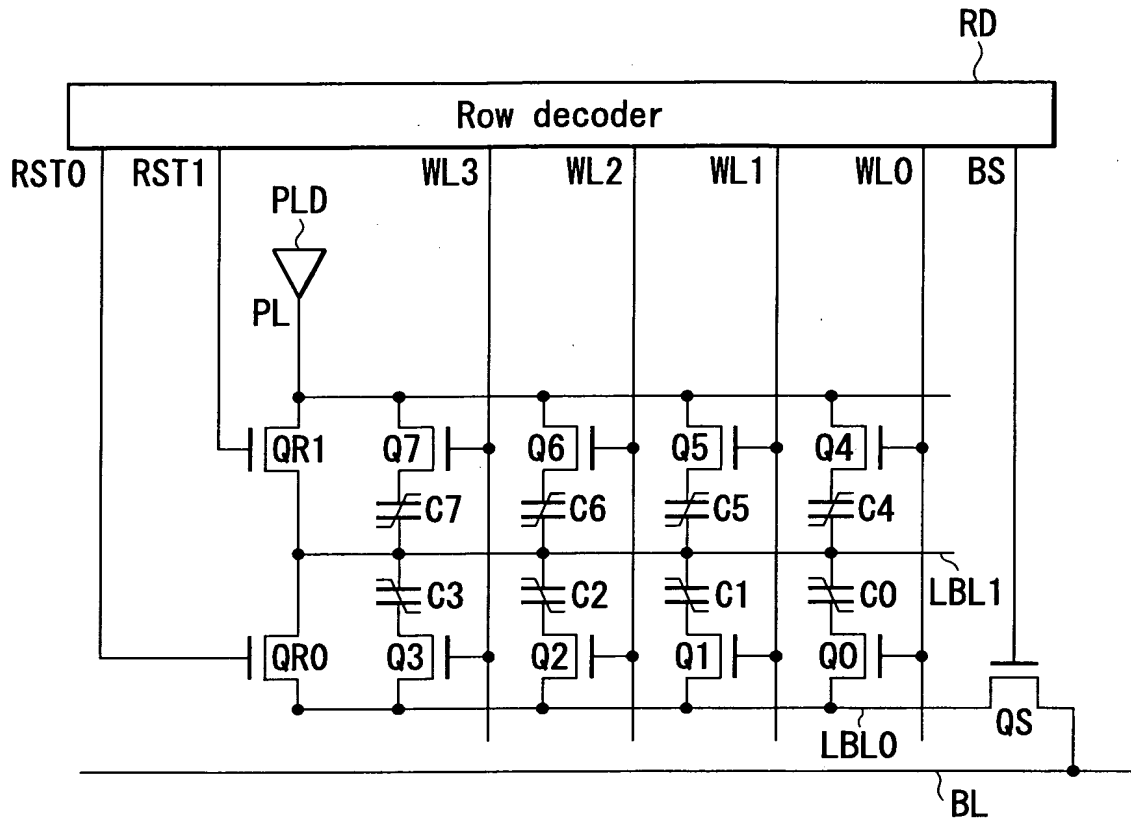 RD
Row decoder
RST0 RST1 WL3 WL2 WL1 WL0 BS
PLD
PL
QR1 Q7 Q6 Q5 Q4
C7 C6 C5 C4
C3 C2 C1 C0 LBL1
QR0 Q3 Q2 Q1 Q0
QS
LBL0
BL